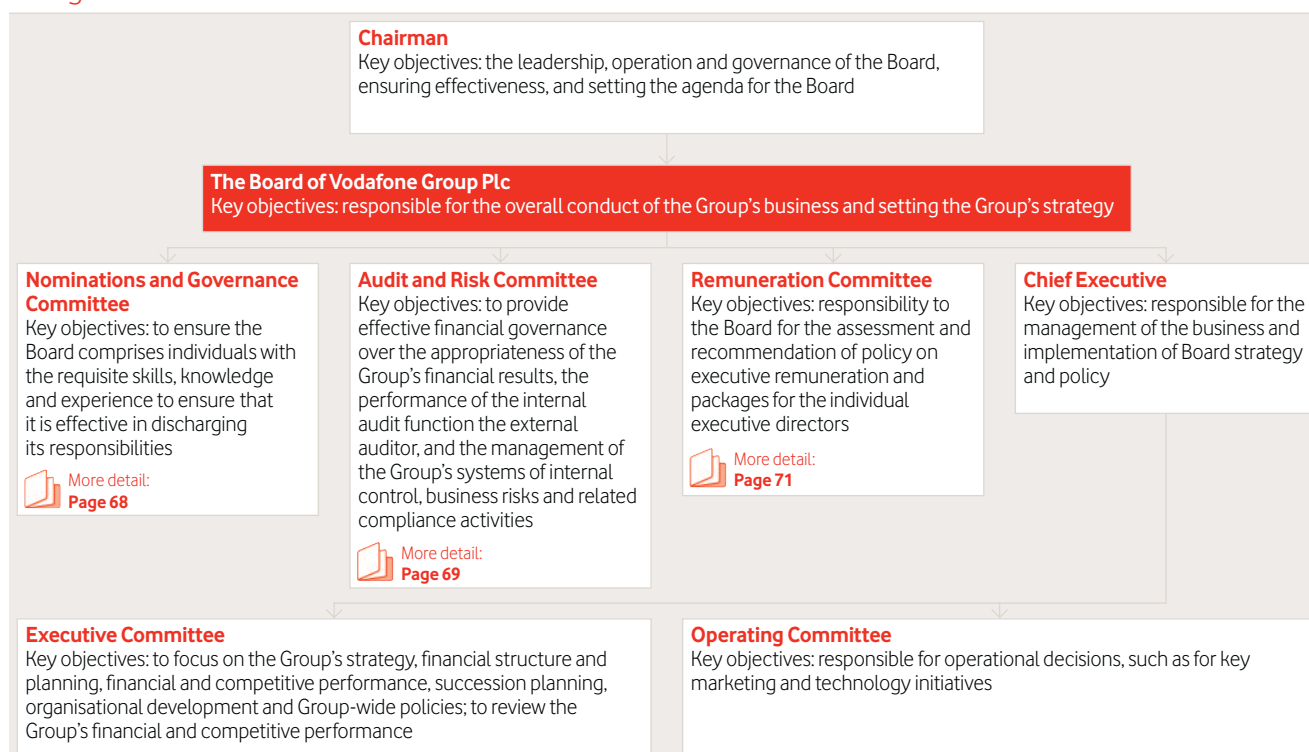 Chairman
Key objectives: the leadership, operation and governance of the Board,
ensuring effectiveness, and setting the agenda for the Board
The Board of Vodafone Group Plc
Key objectives: responsible for the overall conduct of the Group's business and setting the Group's strategy
Nominations and Governance
Committee
Key objectives: to ensure the
Board comprises individuals with
the requisite skills, knowledge
and experience to ensure that
it is effective in discharging
its responsibilities
More detail:
Page 68
Audit and Risk Committee
Key objectives: to provide
effective financial governance
over the appropriateness of the
Group's financial results, the
performance of the internal
audit function the external
auditor, and the management of
the Group's systems of internal
control, business risks and related
compliance activities
More detail:
Page 69
Remuneration Committee
Key objectives: responsibility to
the Board for the assessment and
recommendation of policy on
executive remuneration and
packages for the individual
executive directors
More detail:
Page 71
Chief Executive
Key objectives: responsible for the
management of the business and
implementation of Board strategy
and policy
Executive Committee
Key objectives: to focus on the Group's strategy, financial structure and
planning, financial and competitive performance, succession planning,
organisational development and Group-wide policies; to review the
Group's financial and competitive performance
Operating Committee
Key objectives: responsible for operational decisions, such as for key
marketing and technology initiatives